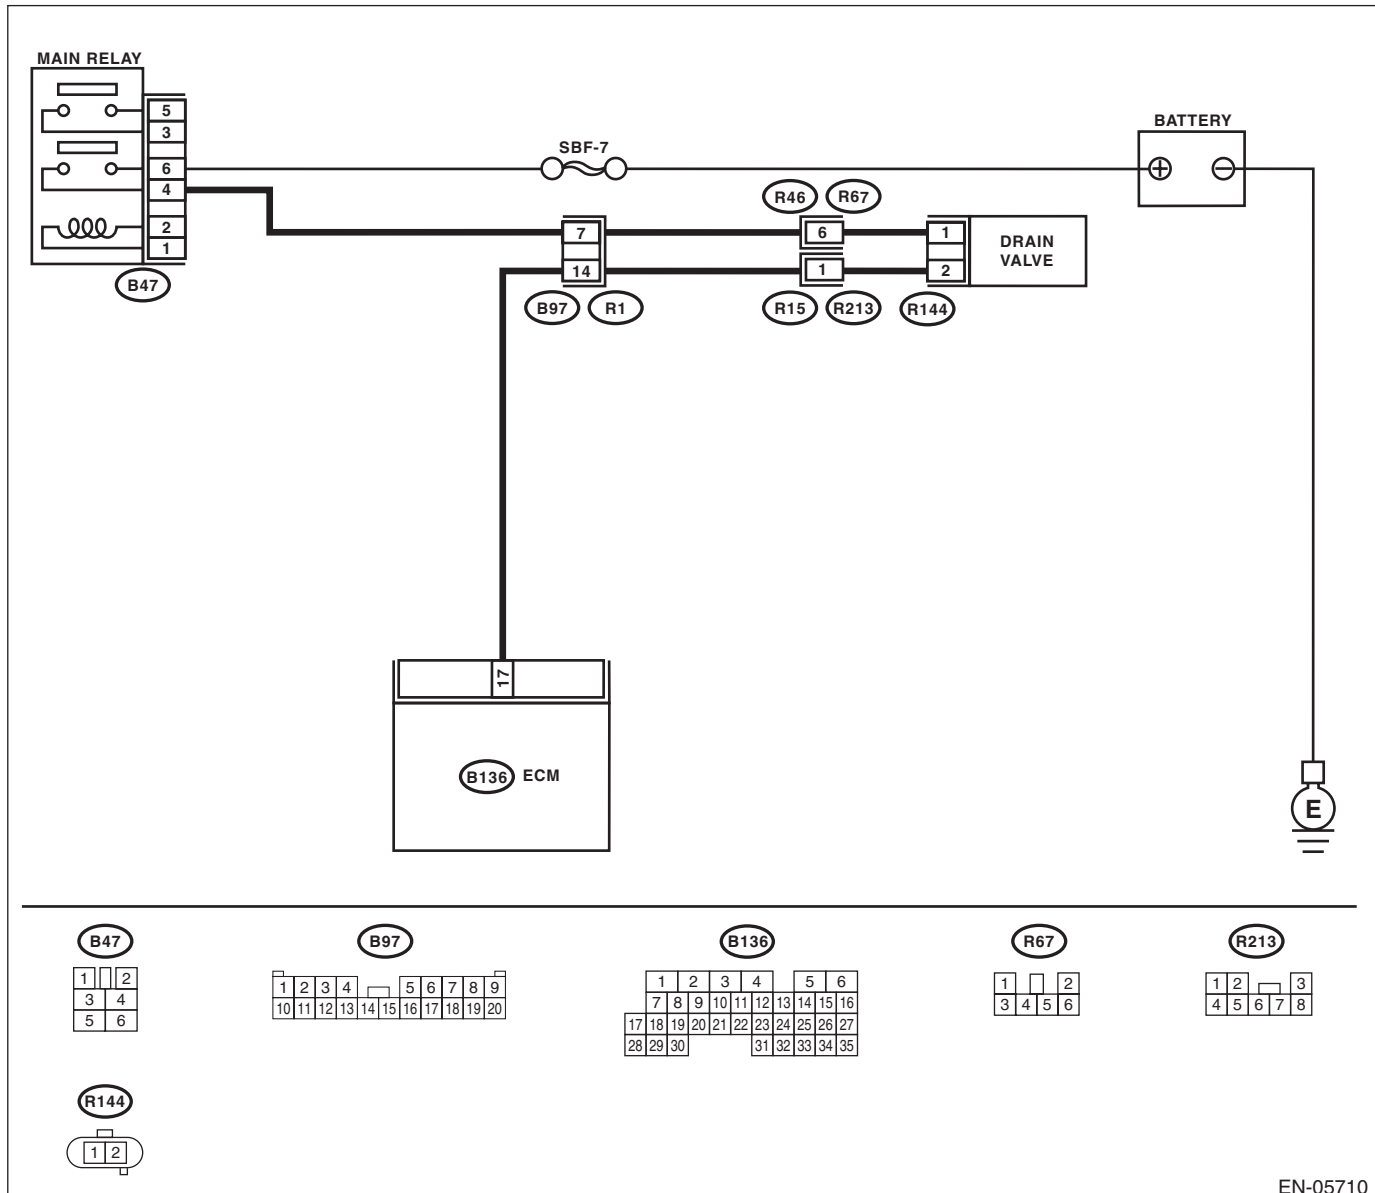 MAIN RELAY
5
3
6
4
2
1
B47
SBF-7
BATTERY
R46 R67
7
14
B97 R1
6
1
R15 R213
1
2
DRAIN
VALVE
R144
17
B136 ECM
E
B47
1 2
3 4
5 6
B97
1 2 3 4 5 6 7 8 9
10 11 12 13 14 15 16 17 18 19 20
B136
1 2 3 4 5 6
7 8 9 10 11 12 13 14 15 16
17 18 19 20 21 22 23 24 25 26 27
28 29 30 31 32 33 34 35
R67
1 2
3 4 5 6
R213
1 2 3
4 5 6 7 8
R144
1 2
EN-05710